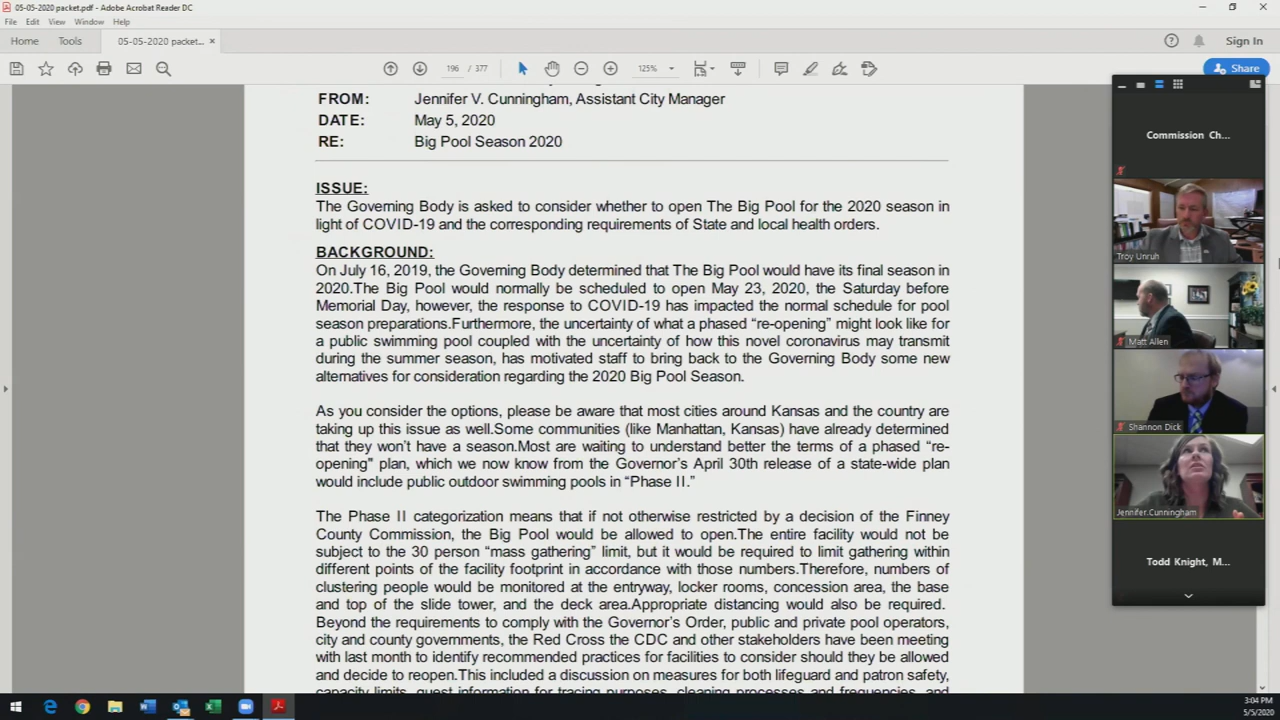 05-05-2020 packet.pdf - Adobe Acrobat Reader DC
File Edit View Window Help
Home Tools 05-05-2020 packet... ×
Sign In
196 / 377
125%
Share
FROM: Jennifer V. Cunningham, Assistant City Manager
DATE: May 5, 2020
RE: Big Pool Season 2020
ISSUE:
The Governing Body is asked to consider whether to open The Big Pool for the 2020 season in
light of COVID-19 and the corresponding requirements of State and local health orders.
BACKGROUND:
On July 16, 2019, the Governing Body determined that The Big Pool would have its final season in
2020.The Big Pool would normally be scheduled to open May 23, 2020, the Saturday before
Memorial Day, however, the response to COVID-19 has impacted the normal schedule for pool
season preparations.Furthermore, the uncertainty of what a phased “re-opening” might look like for
a public swimming pool coupled with the uncertainty of how this novel coronavirus may transmit
during the summer season, has motivated staff to bring back to the Governing Body some new
alternatives for consideration regarding the 2020 Big Pool Season.
As you consider the options, please be aware that most cities around Kansas and the country are
taking up this issue as well.Some communities (like Manhattan, Kansas) have already determined
that they won’t have a season.Most are waiting to understand better the terms of a phased “re-
opening” plan, which we now know from the Governor’s April 30th release of a state-wide plan
would include public outdoor swimming pools in “Phase II.”
The Phase II categorization means that if not otherwise restricted by a decision of the Finney
County Commission, the Big Pool would be allowed to open.The entire facility would not be
subject to the 30 person “mass gathering” limit, but it would be required to limit gathering within
different points of the facility footprint in accordance with those numbers.Therefore, numbers of
clustering people would be monitored at the entryway, locker rooms, concession area, the base
and top of the slide tower, and the deck area.Appropriate distancing would also be required.
Beyond the requirements to comply with the Governor’s Order, public and private pool operators,
city and county governments, the Red Cross the CDC and other stakeholders have been meeting
with last month to identify recommended practices for facilities to consider should they be allowed
and decide to reopen.This included a discussion on measures for both lifeguard and patron safety,
capacity limits, guest information for tracing purposes, cleaning processes and frequencies, and
Commission Ch...
Troy Unruh
Matt Allen
Shannon Dick
Jennifer.Cunningham
Todd Knight, M...
3:04 PM
5/5/2020